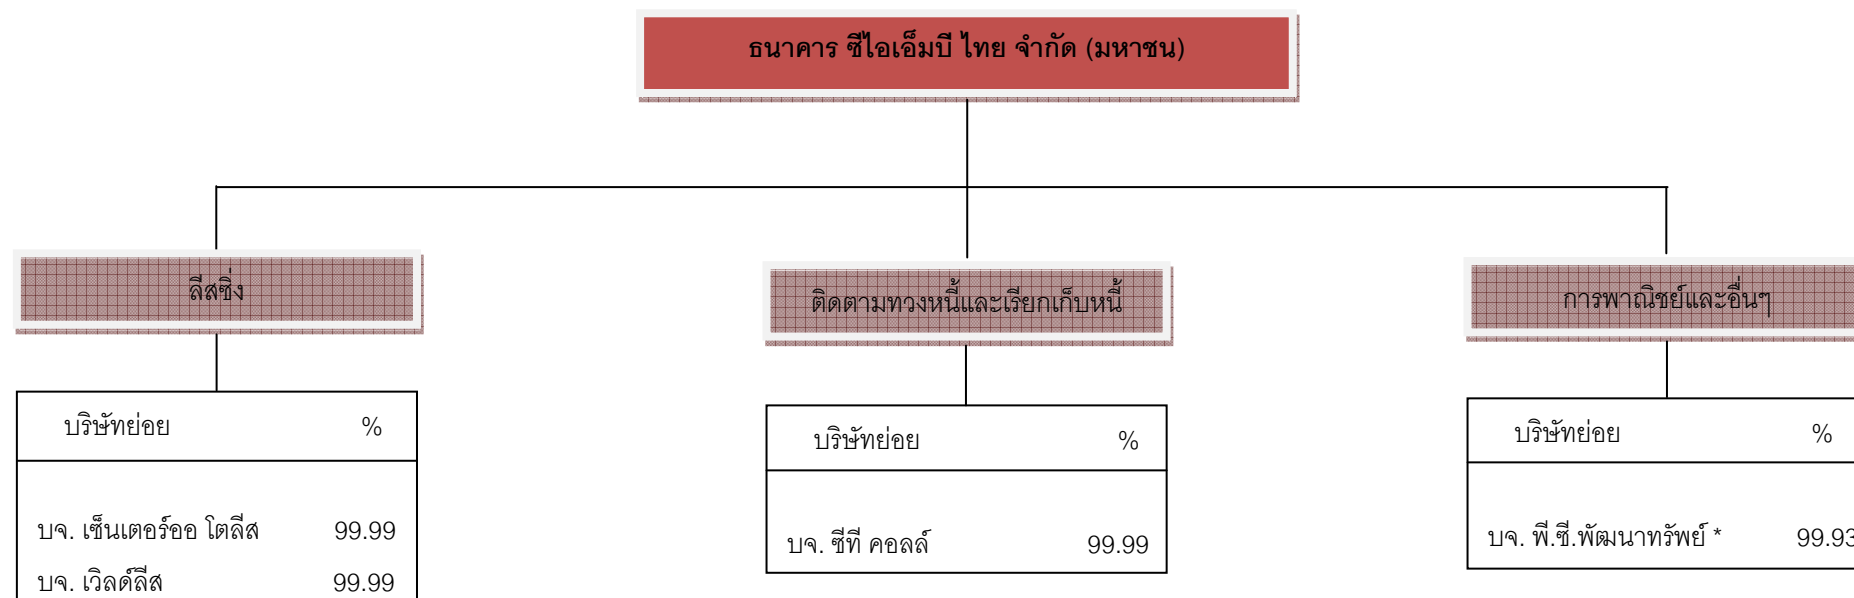 ธนาคาร ซีไอเอ็มบี ไทย จำกัด (มหาชน)
ลีสซิ่ง
บริษัทย่อย %
บจ. เซ็นเตอร์ออ โตลีส 99.99
บจ. เวิลด์ลีส 99.99
ติดตามทวงหนี้และเรียกเก็บหนี้
บริษัทย่อย %
บจ. ซีที คอลล์ 99.99
การพาณิชย์และอื่นๆ
บริษัทย่อย %
บจ. พี.ซี.พัฒนาทรัพย์ * 99.93